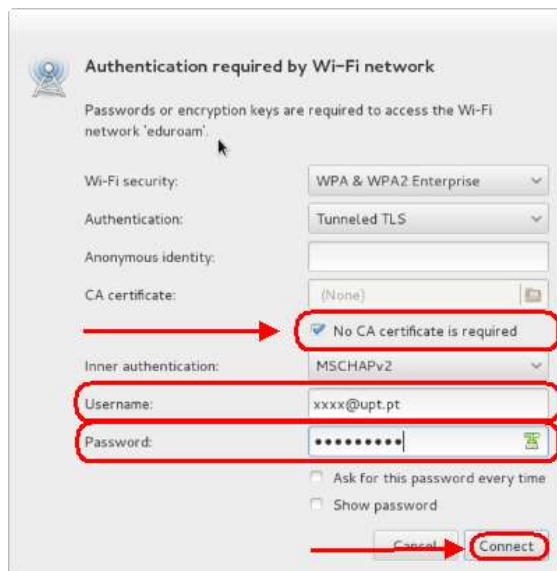 Authentication required by Wi-Fi network
Passwords or encryption keys are required to access the Wi-Fi
network 'eduroam'.
Wi-Fi security: WPA & WPA2 Enterprise
Authentication: Tunneled TLS
Anonymous identity:
CA certificate: (None)
No CA certificate is required
Inner authentication: MSCHAPv2
Username: xxxx@upt.pt
Password: •••••••••
Ask for this password every time
Show password
Cancel Connect